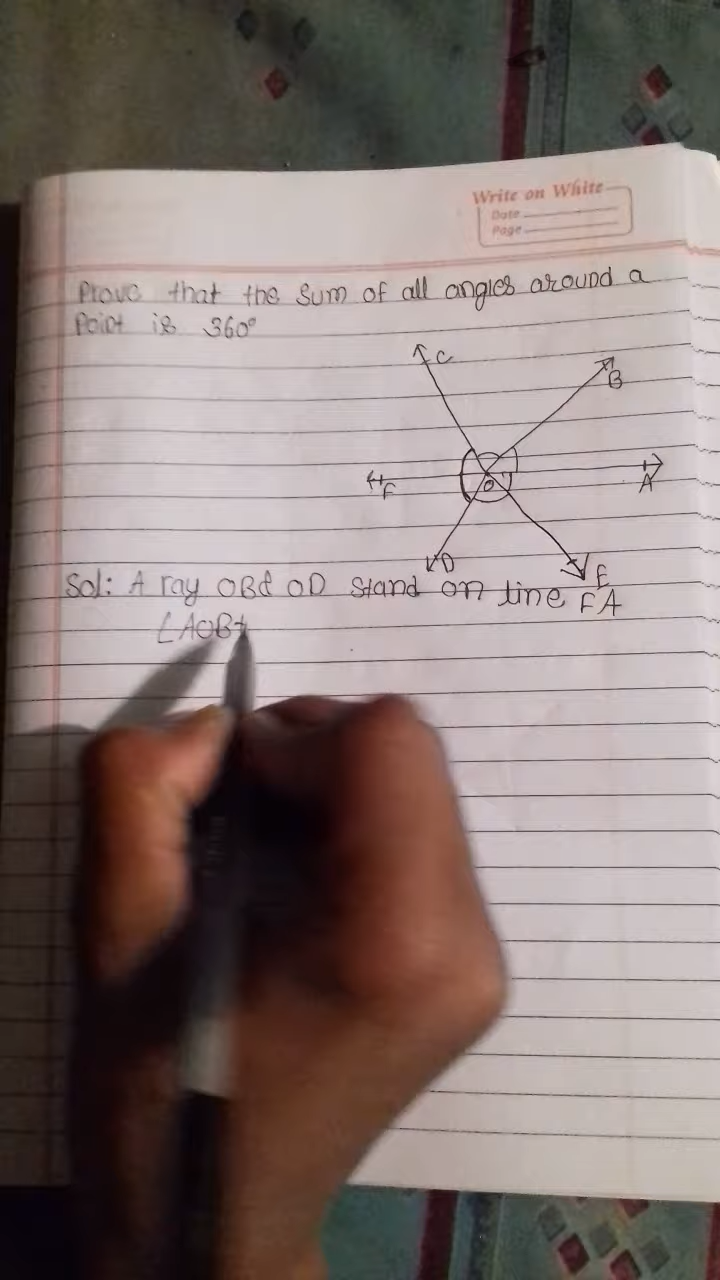 Write on White
Date
Page
Prove that the sum of all angles around a
Point is 360°
C
B
F
O
A
D
E
Sol: A ray OB & OD stand on line FA
∠AOB+